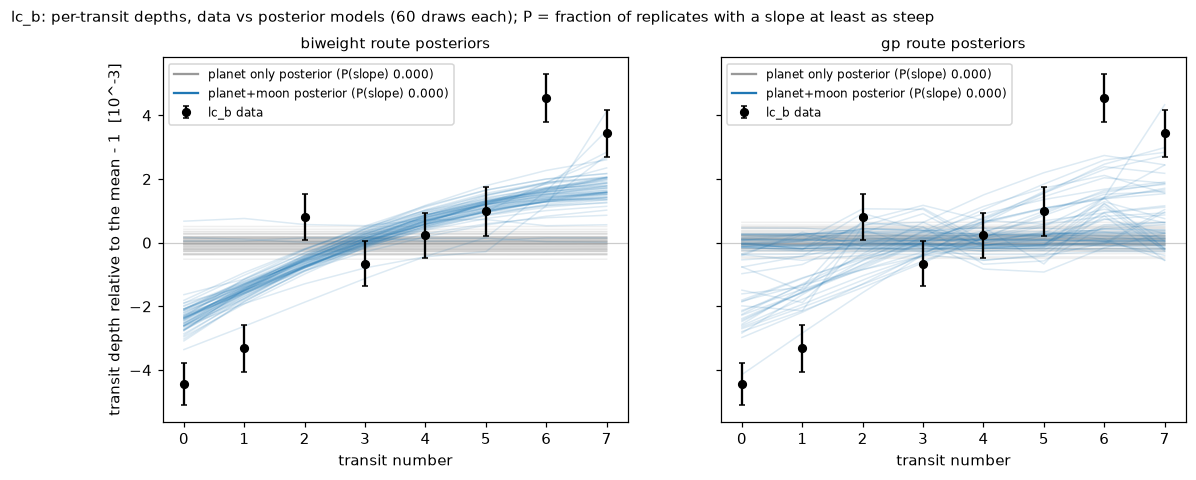 lc_b: per-transit depths, data vs posterior models (60 draws each); P = fraction of replicates with a slope at least as steep
biweight route posteriors
planet only posterior (P(slope) 0.000)
planet+moon posterior (P(slope) 0.000)
lc_b data
transit depth relative to the mean - 1 [10^-3]
4
2
0
−2
−4
0 1 2 3 4 5 6 7
transit number
gp route posteriors
planet only posterior (P(slope) 0.000)
planet+moon posterior (P(slope) 0.000)
lc_b data
0 1 2 3 4 5 6 7
transit number